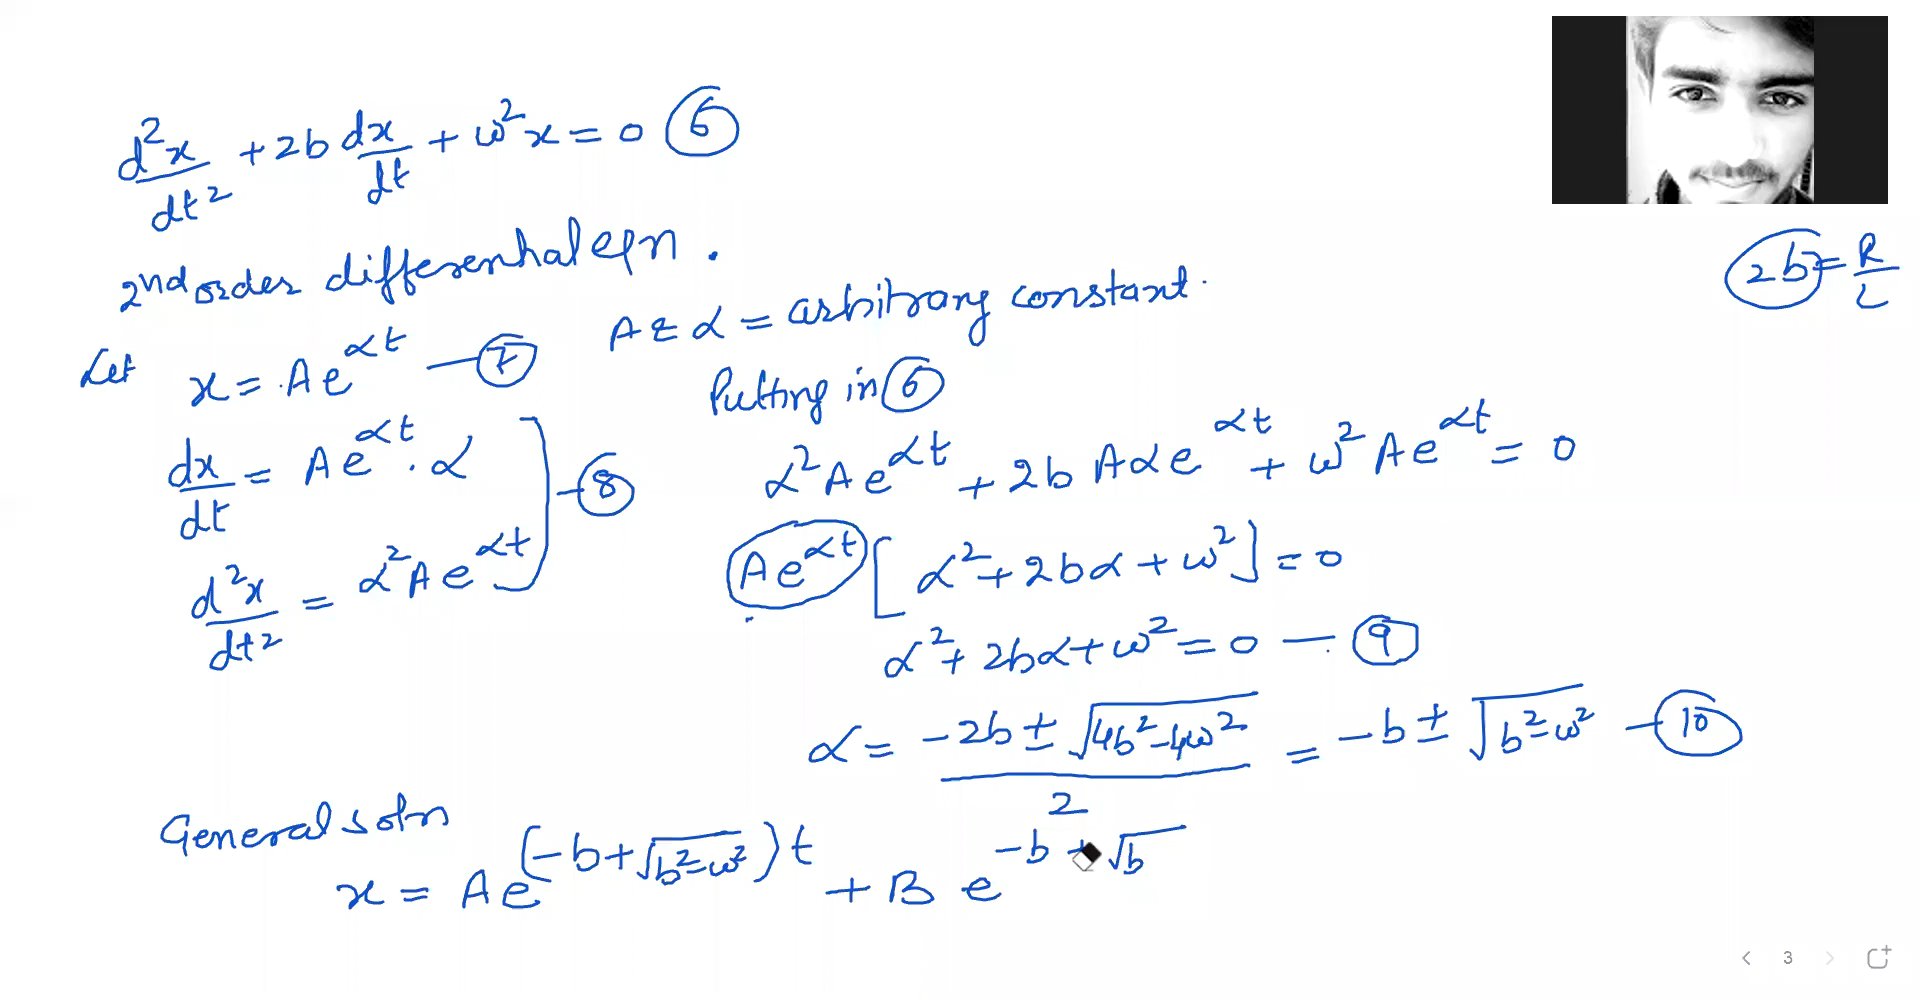 d²x/dt² + 2b dx/dt + ω²x = 0 ⑥
2nd order differential eqn.
2b = R/L
A & α = arbitrary constant.
Let x = Ae^{αt} — ⑦
Putting in ⑥
dx/dt = Ae^{αt} · α
d²x/dt² = α²Ae^{αt} ] — ⑧
α²Ae^{αt} + 2b Aαe^{αt} + ω²Ae^{αt} = 0
Ae^{αt} [α² + 2bα + ω²] = 0
α² + 2bα + ω² = 0 — ⑨
α = (-2b ± √(4b² - 4ω²))/2 = -b ± √(b² - ω²) — ⑩
General soln
x = Ae^{(-b + √(b² - ω²))t} + B e^{-b + √b}
3